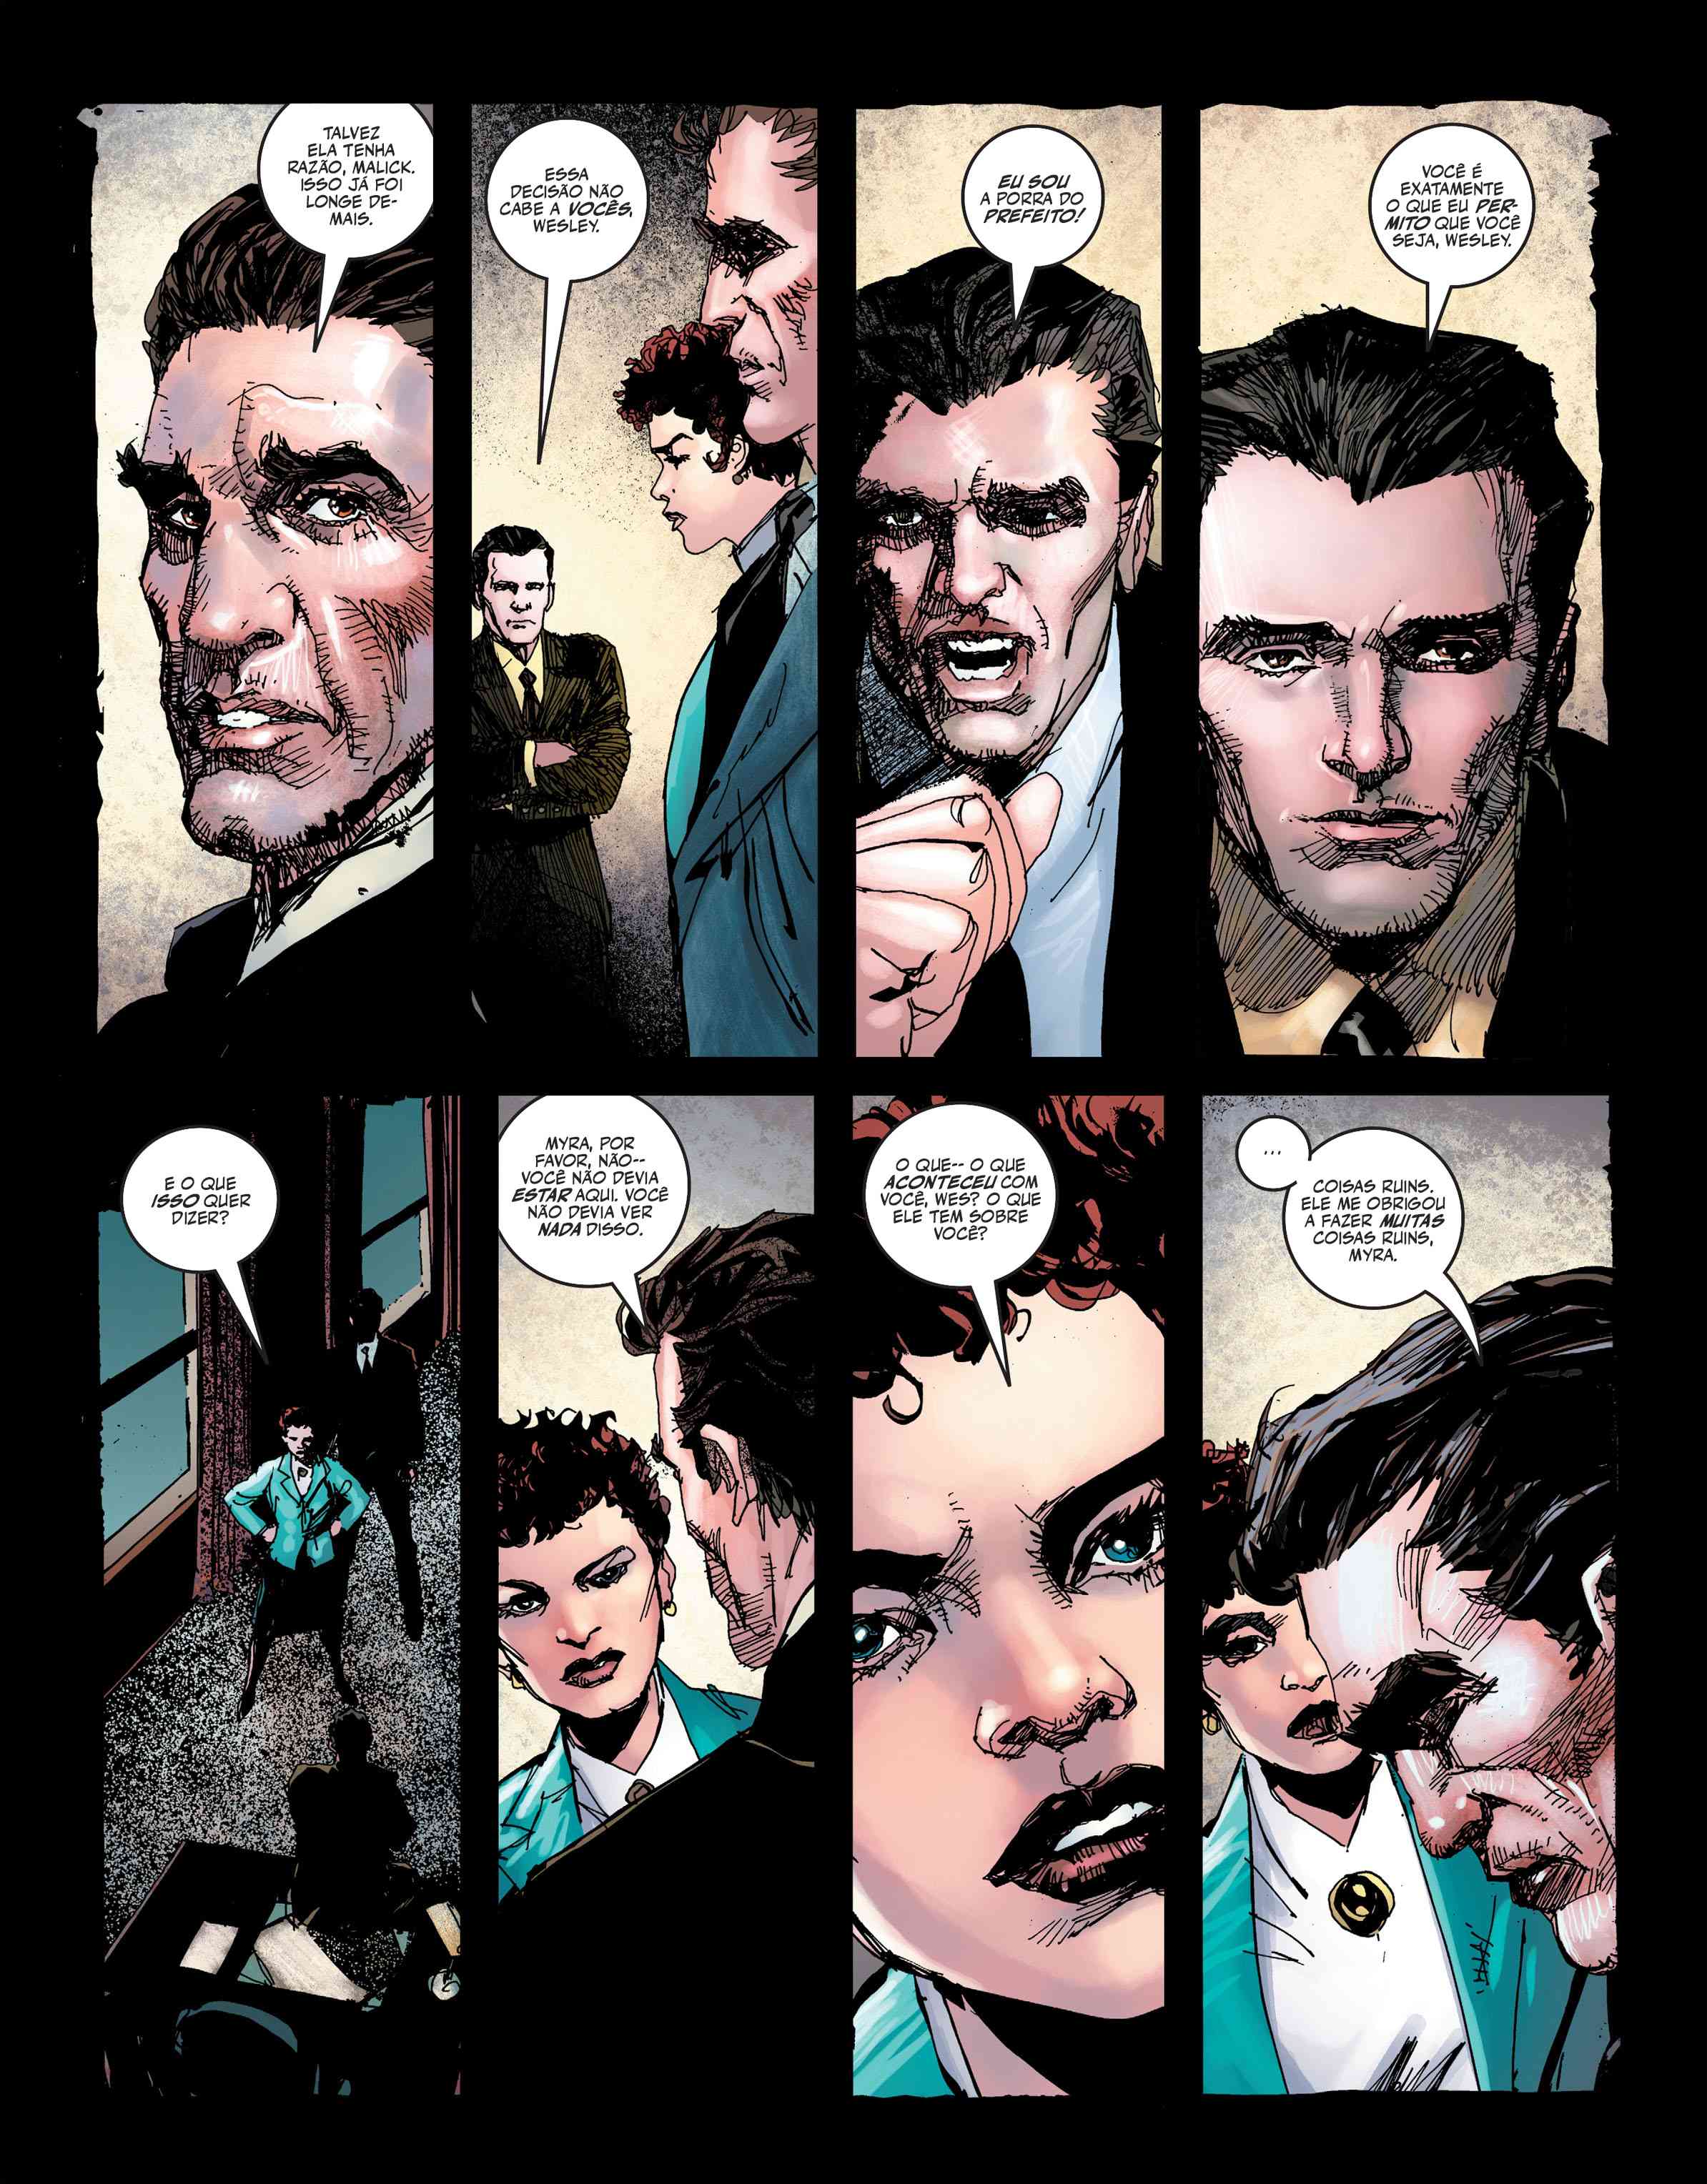 TALVEZ
ELA TENHA
RAZÃO, MALICK.
ISSO JÁ FOI
LONGE DE-
MAIS.
ESSA
DECISÃO NÃO
CABE A VOCÊS,
WESLEY.
EU SOU
A PORRA DO
PREFEITO!
VOCÊ É
EXATAMENTE
O QUE EU PER-
MITO QUE VOCÊ
SEJA, WESLEY.
E O QUE
ISSO QUER
DIZER?
MYRA, POR
FAVOR, NÃO--
VOCÊ NÃO DEVIA
ESTAR AQUI. VOCÊ
NÃO DEVIA VER
NADA DISSO.
O QUE-- O QUE
ACONTECEU COM
VOCÊ, WES? O QUE
ELE TEM SOBRE
VOCÊ?
...
COISAS RUINS.
ELE ME OBRIGOU
A FAZER MUITAS
COISAS RUINS,
MYRA.